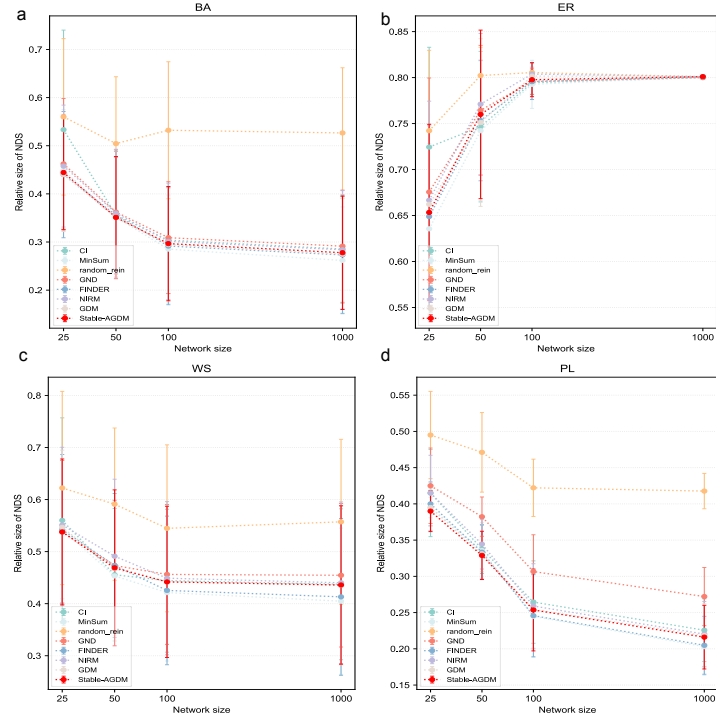 a
BA
Relative size of NDS
0.7
0.6
0.5
0.4
0.3
0.2
CI
MinSum
random_rein
GND
FINDER
NIRM
GDM
Stable-AGDM
25
50
100
1000
Network size
b
ER
Relative size of NDS
0.85
0.80
0.75
0.70
0.65
0.60
0.55
CI
MinSum
random_rein
GND
FINDER
NIRM
GDM
Stable-AGDM
25
50
100
1000
Network size
c
WS
Relative size of NDS
0.8
0.7
0.6
0.5
0.4
0.3
CI
MinSum
random_rein
GND
FINDER
NIRM
GDM
Stable-AGDM
25
50
100
1000
Network size
d
PL
Relative size of NDS
0.55
0.50
0.45
0.40
0.35
0.30
0.25
0.20
0.15
CI
MinSum
random_rein
GND
FINDER
NIRM
GDM
Stable-AGDM
25
50
100
1000
Network size